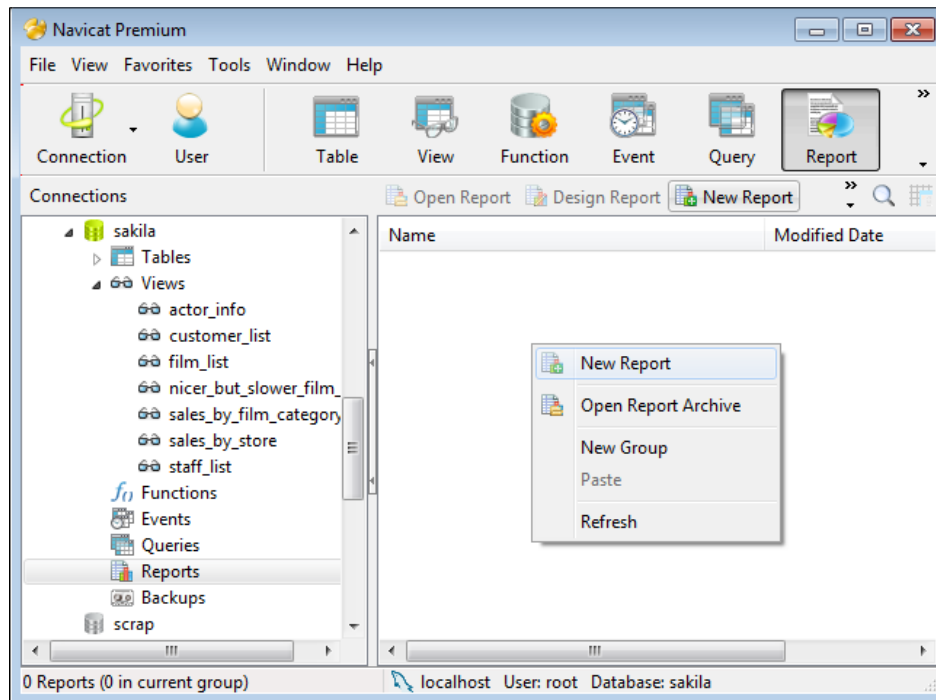 Navicat Premium
File View Favorites Tools Window Help
Connection User Table View Function Event Query Report
Connections
Open Report Design Report New Report
sakila
Tables
Views
actor_info
customer_list
film_list
nicer_but_slower_film_
sales_by_film_category
sales_by_store
staff_list
Functions
Events
Queries
Reports
Backups
scrap
Name Modified Date
New Report
Open Report Archive
New Group
Paste
Refresh
0 Reports (0 in current group) localhost User: root Database: sakila